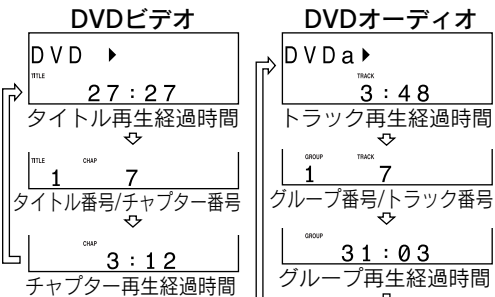 DVDビデオ
DVD
TITLE
27:27
タイトル再生経過時間
TITLE CHAP
1 7
タイトル番号/チャプター番号
CHAP
3:12
チャプター再生経過時間
DVDオーディオ
DVDa
TRACK
3:48
トラック再生経過時間
GROUP TRACK
1 7
グループ番号/トラック番号
GROUP
31:03
グループ再生経過時間